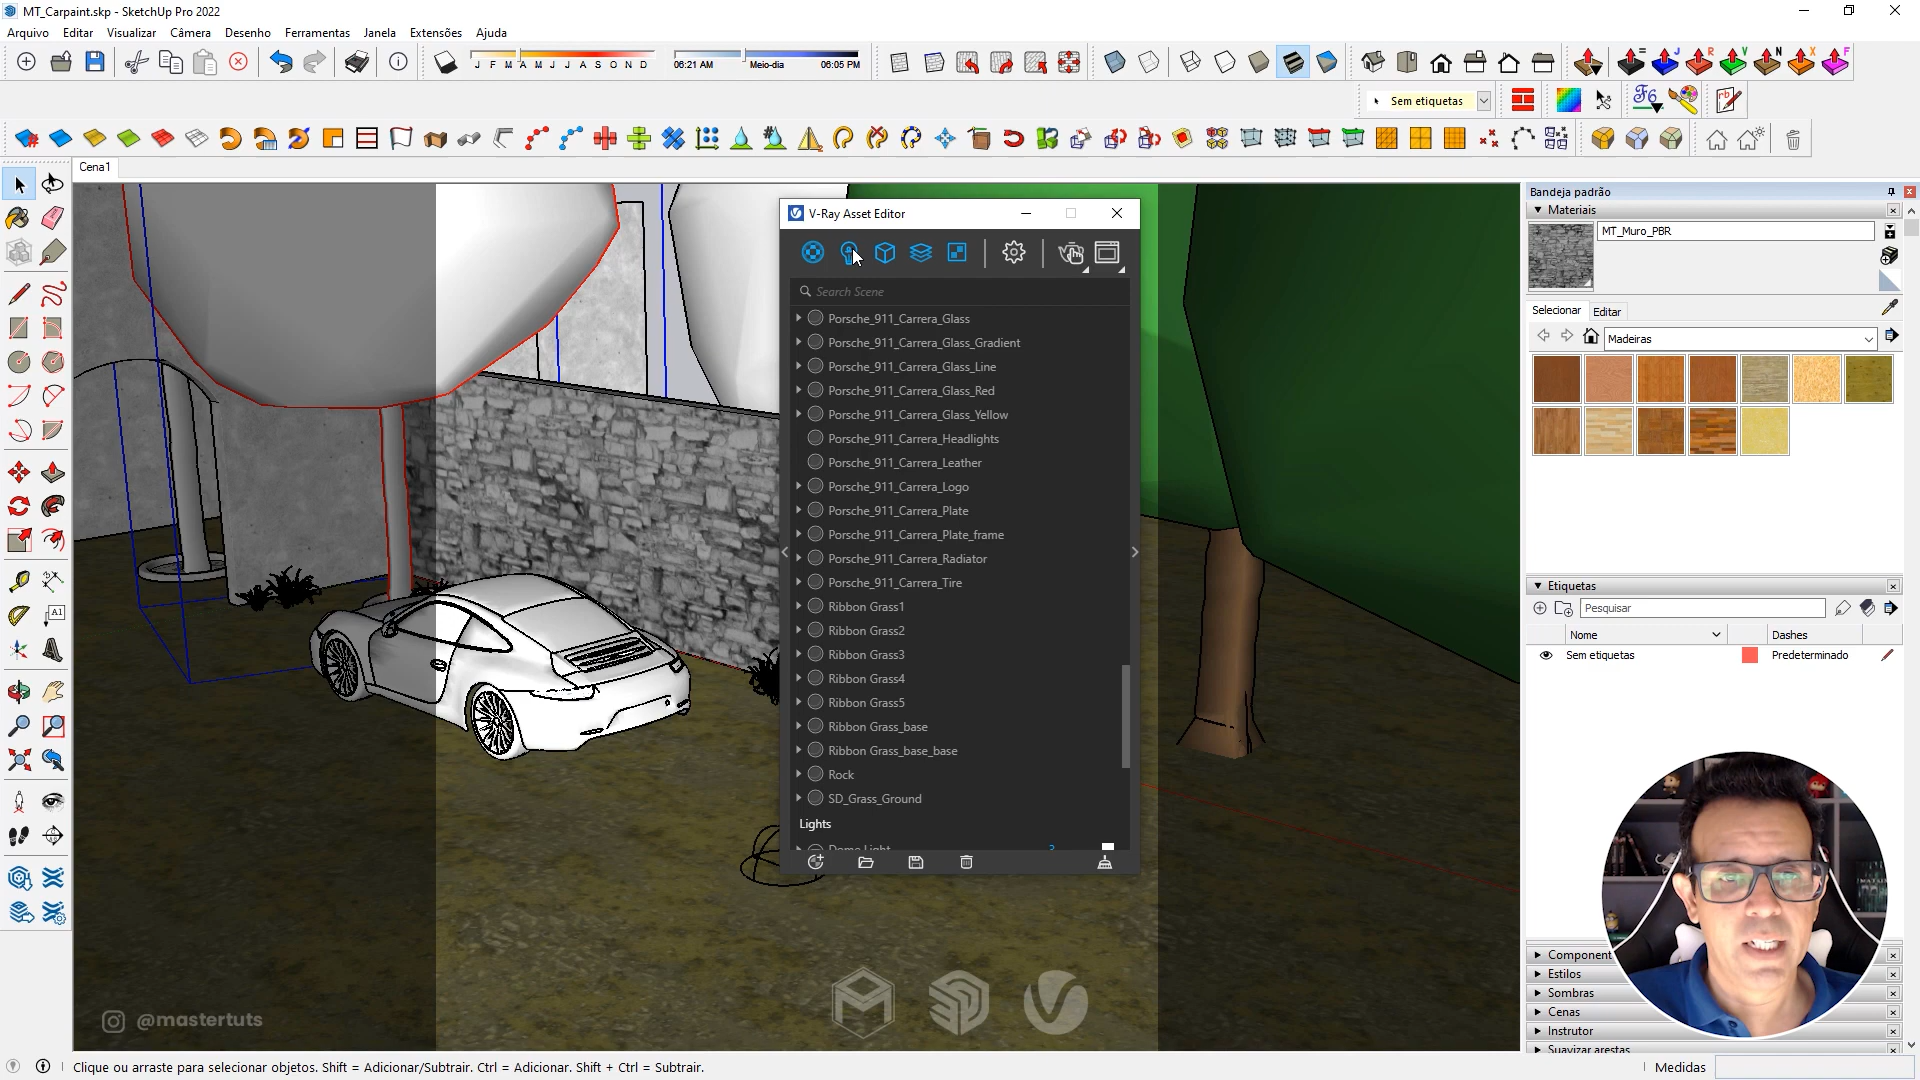 MT_Carpaint.skp - SketchUp Pro 2022
Arquivo Editar Visualizar Câmera Desenho Ferramentas Janela Extensões Ajuda
J F M A M J J A S O N D
06:21 AM Meio-dia 06:05 PM
Sem etiquetas
Cena1
V-Ray Asset Editor
Search Scene
Porsche_911_Carrera_Glass
Porsche_911_Carrera_Glass_Gradient
Porsche_911_Carrera_Glass_Line
Porsche_911_Carrera_Glass_Red
Porsche_911_Carrera_Glass_Yellow
Porsche_911_Carrera_Headlights
Porsche_911_Carrera_Leather
Porsche_911_Carrera_Logo
Porsche_911_Carrera_Plate
Porsche_911_Carrera_Plate_frame
Porsche_911_Carrera_Radiator
Porsche_911_Carrera_Tire
Ribbon Grass1
Ribbon Grass2
Ribbon Grass3
Ribbon Grass4
Ribbon Grass5
Ribbon Grass_base
Ribbon Grass_base_base
Rock
SD_Grass_Ground
Lights
Dome Light
Bandeja padrão
Materiais
MT_Muro_PBR
Selecionar Editar
Madeiras
Etiquetas
Pesquisar
Nome Dashes
Sem etiquetas Predeterminado
Component
Estilos
Sombras
Cenas
Instrutor
Suavizar arestas
@mastertuts
Clique ou arraste para selecionar objetos. Shift = Adicionar/Subtrair. Ctrl = Adicionar. Shift + Ctrl = Subtrair.
Medidas